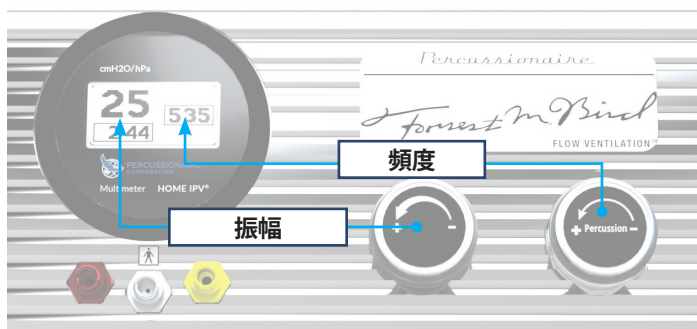 cmH2O/hPa
25
535
244
PERCUSSIONAIRE
CORPORATION
Multimeter HOME IPV®
Percussionaire
Forrest M. Bird
FLOW VENTILATION™
頻度
振幅
+ -
+ Percussion -